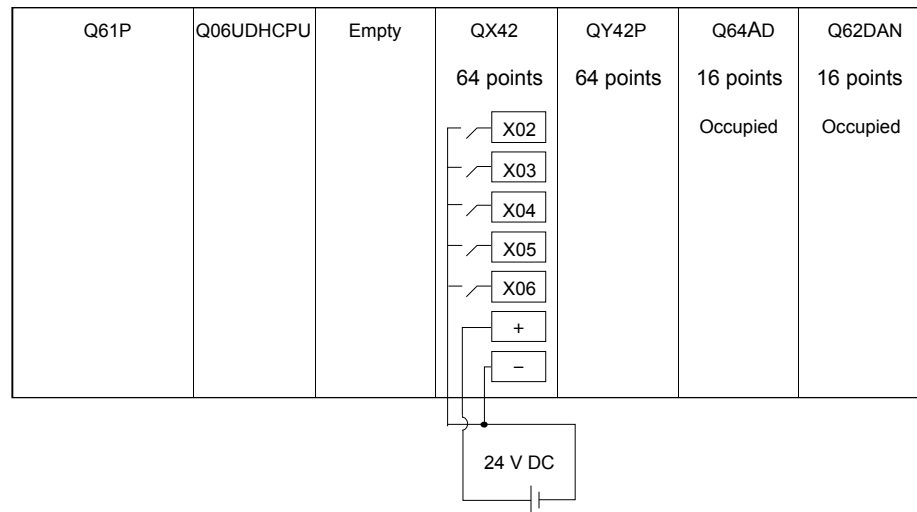 Q61P
Q06UDHCPU
Empty
QX42
64 points
X02
X03
X04
X05
X06
+
−
QY42P
64 points
Q64AD
16 points
Occupied
Q62DAN
16 points
Occupied
24 V DC